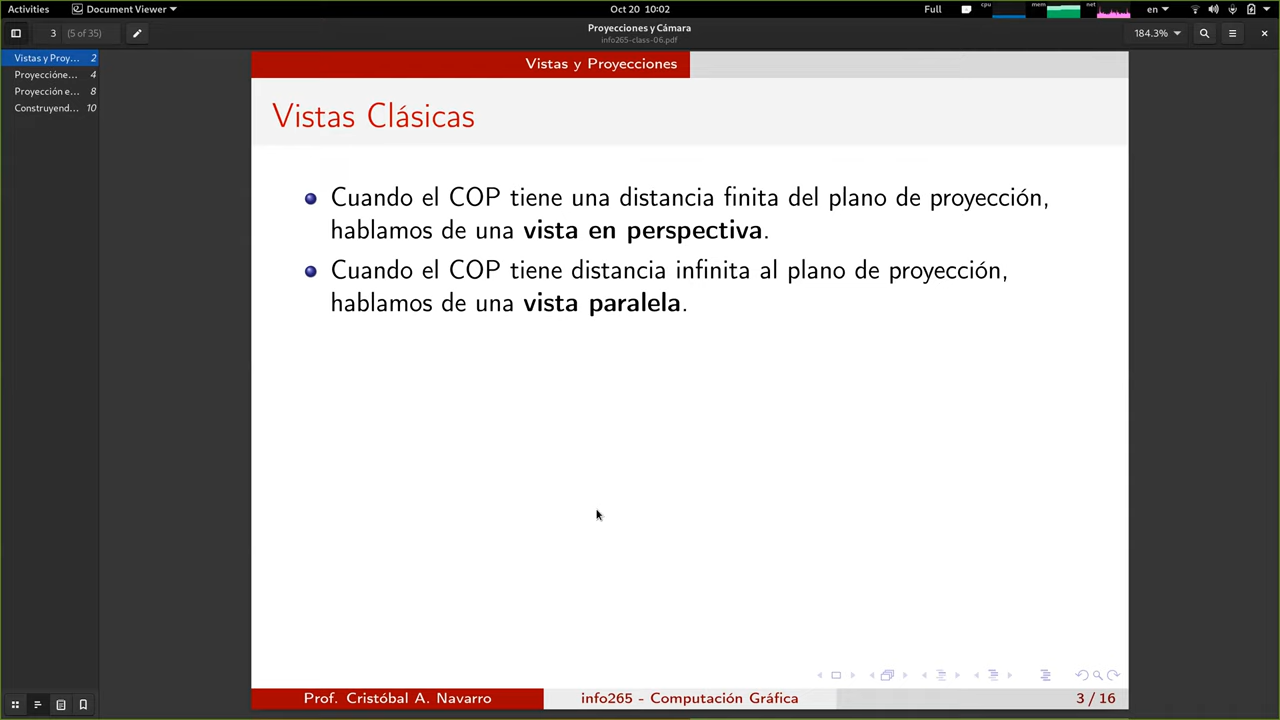 Activities
Document Viewer
Oct 20 10:02
Full
cpu
mem
net
en
3
(5 of 35)
Proyecciones y Cámara
info265-class-06.pdf
184.3%
Vistas y Proy... 2
Proyeccióne... 4
Proyección e... 8
Construyend... 10
Vistas y Proyecciones
Vistas Clásicas
Cuando el COP tiene una distancia finita del plano de proyección,
hablamos de una vista en perspectiva.
Cuando el COP tiene distancia infinita al plano de proyección,
hablamos de una vista paralela.
Prof. Cristóbal A. Navarro
info265 - Computación Gráfica
3 / 16